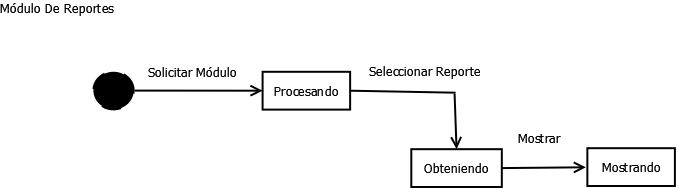 Módulo De Reportes
Solicitar Módulo
Seleccionar Reporte
Procesando
Mostrar
Obteniendo
Mostrando